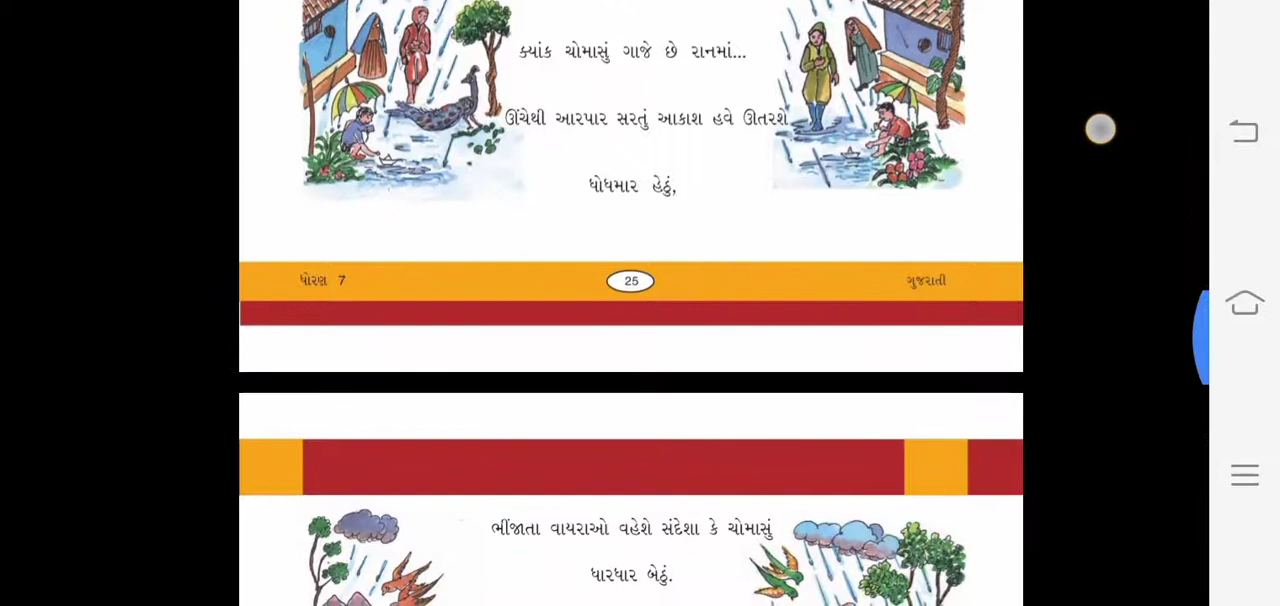 ક્યાંક ચોમાસું ગાજે છે રાનમાં...
ઊંચેથી આરપાર સરતું આકાશ હવે ઊતરશે
ધોધમાર હેઠું,
ધોરણ 7
25
ગુજરાતી
ભીંજાતા વાયરાઓ વહેશે સંદેશા કે ચોમાસું
ધારધાર બેઠું.